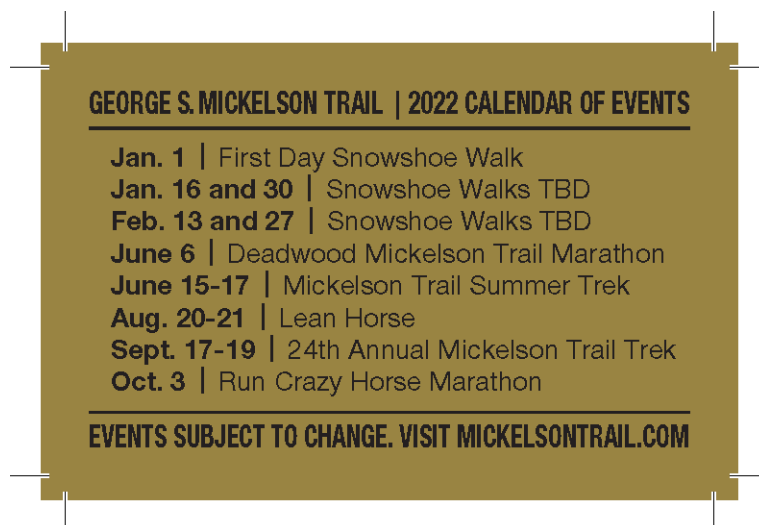 GEORGE S. MICKELSON TRAIL | 2022 CALENDAR OF EVENTS
Jan. 1 | First Day Snowshoe Walk
Jan. 16 and 30 | Snowshoe Walks TBD
Feb. 13 and 27 | Snowshoe Walks TBD
June 6 | Deadwood Mickelson Trail Marathon
June 15-17 | Mickelson Trail Summer Trek
Aug. 20-21 | Lean Horse
Sept. 17-19 | 24th Annual Mickelson Trail Trek
Oct. 3 | Run Crazy Horse Marathon
EVENTS SUBJECT TO CHANGE. VISIT MICKELSONTRAIL.COM